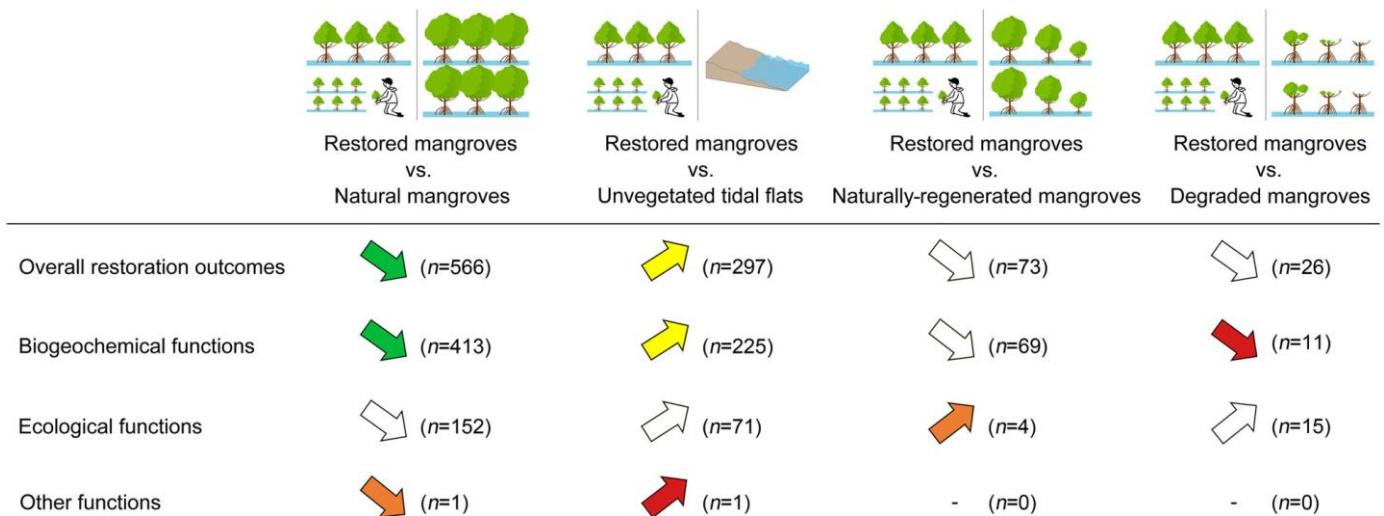 Restored mangroves
vs.
Natural mangroves
Restored mangroves
vs.
Unvegetated tidal flats
Restored mangroves
vs.
Naturally-regenerated mangroves
Restored mangroves
vs.
Degraded mangroves
Overall restoration outcomes (n=566) (n=297) (n=73) (n=26)
Biogeochemical functions (n=413) (n=225) (n=69) (n=11)
Ecological functions (n=152) (n=71) (n=4) (n=15)
Other functions (n=1) (n=1) - (n=0) - (n=0)